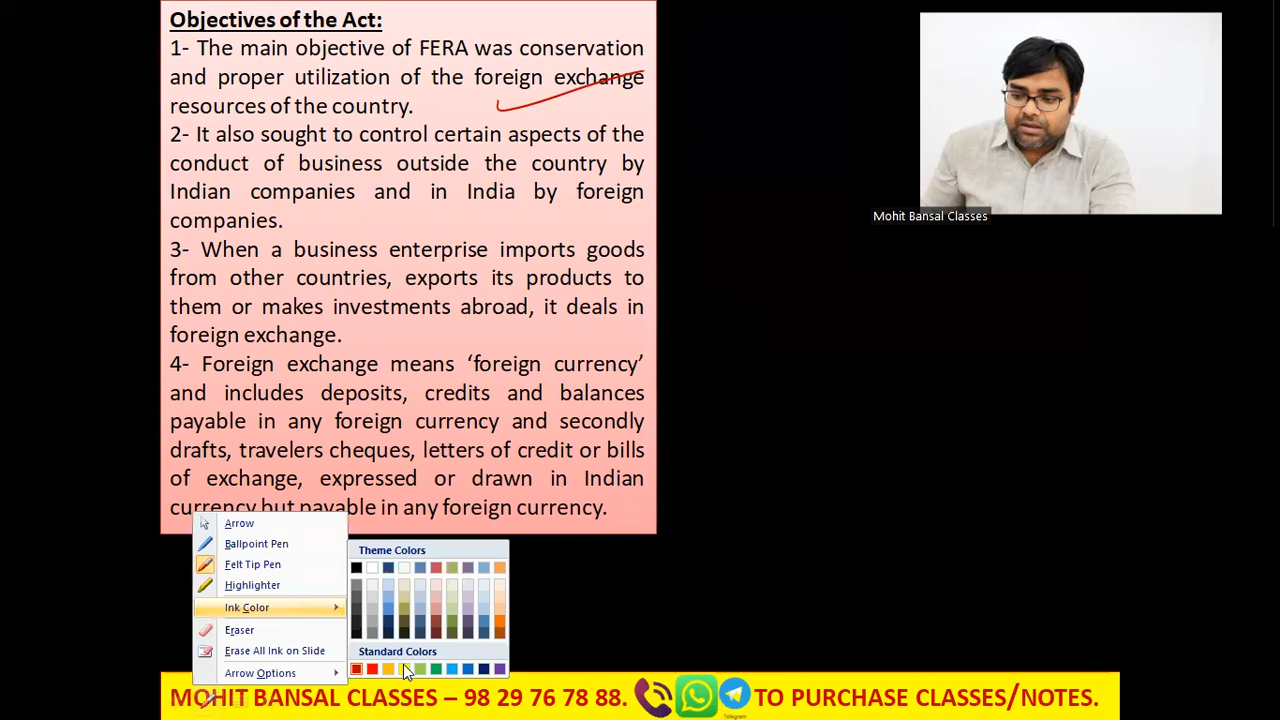 Objectives of the Act:
1- The main objective of FERA was conservation
and proper utilization of the foreign exchange
resources of the country.
2- It also sought to control certain aspects of the
conduct of business outside the country by
Indian companies and in India by foreign
companies.
3- When a business enterprise imports goods
from other countries, exports its products to
them or makes investments abroad, it deals in
foreign exchange.
4- Foreign exchange means ‘foreign currency’
and includes deposits, credits and balances
payable in any foreign currency and secondly
drafts, travelers cheques, letters of credit or bills
of exchange, expressed or drawn in Indian
currency but payable in any foreign currency.
Mohit Bansal Classes
Arrow
Ballpoint Pen
Felt Tip Pen
Highlighter
Ink Color
Eraser
Erase All Ink on Slide
Arrow Options
Theme Colors
Standard Colors
MOHIT BANSAL CLASSES – 98 29 76 78 88. TO PURCHASE CLASSES/NOTES.
Telegram